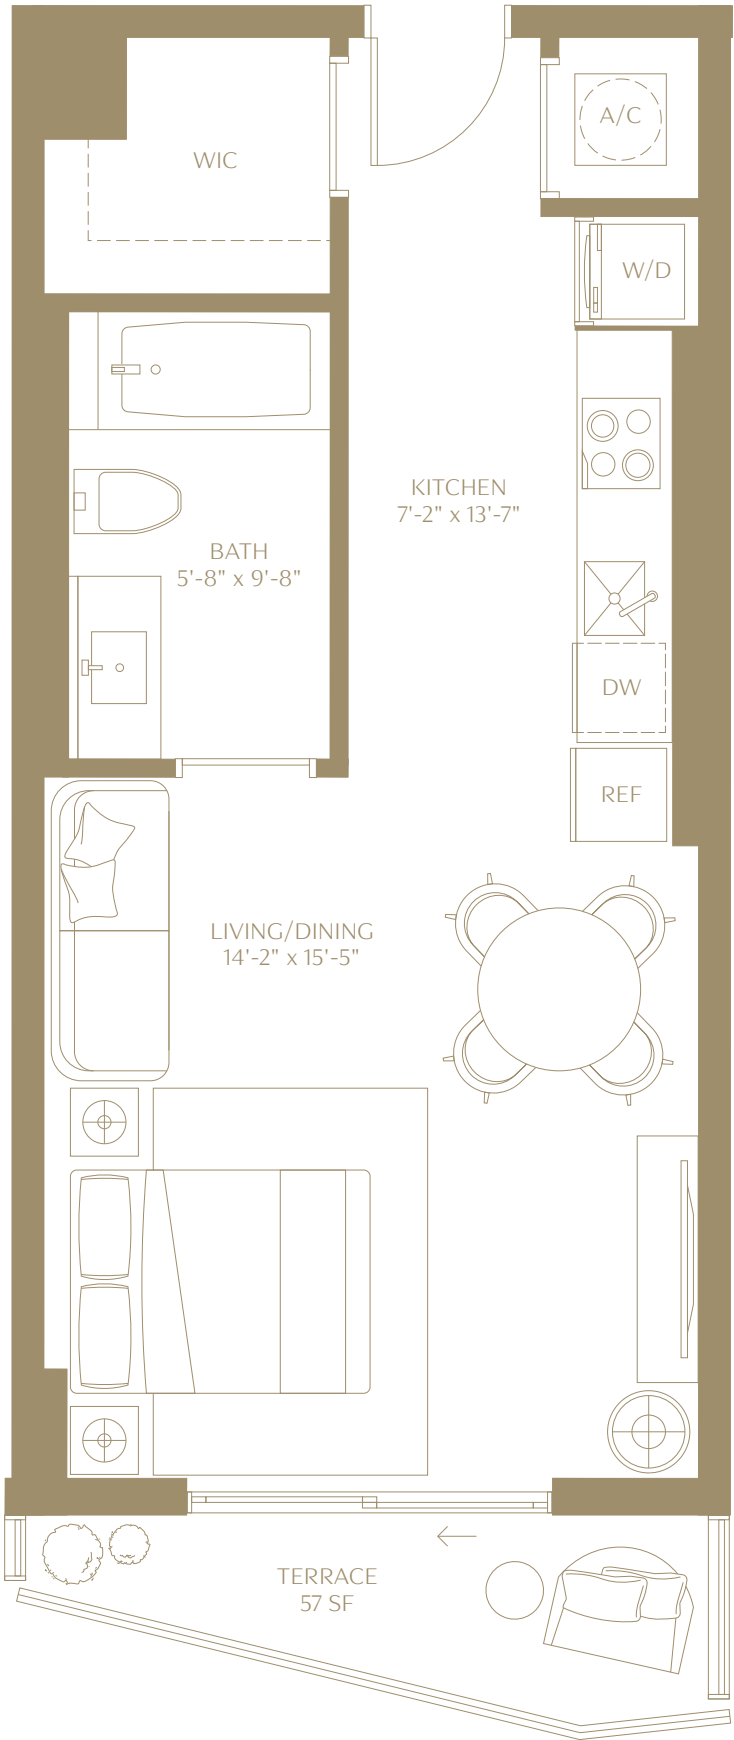 A/C
WIC
W/D
KITCHEN
7'-2" x 13'-7"
BATH
5'-8" x 9'-8"
DW
REF
LIVING/DINING
14'-2" x 15'-5"
TERRACE
57 SF